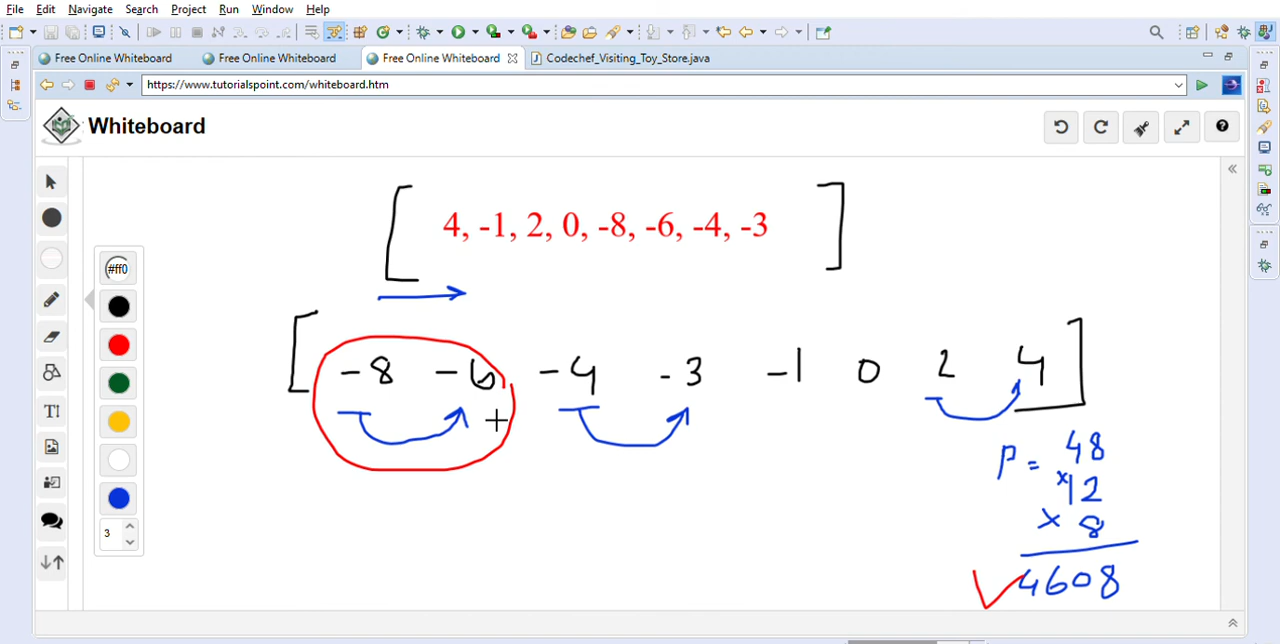 File Edit Navigate Search Project Run Window Help
Free Online Whiteboard Free Online Whiteboard Free Online Whiteboard Codechef_Visiting_Toy_Store.java
https://www.tutorialspoint.com/whiteboard.htm
Whiteboard
4, -1, 2, 0, -8, -6, -4, -3
#ff0
-8 -6 -4 -3 -1 0 2 4
P = 48
x 12
x 8
4608
TI
3